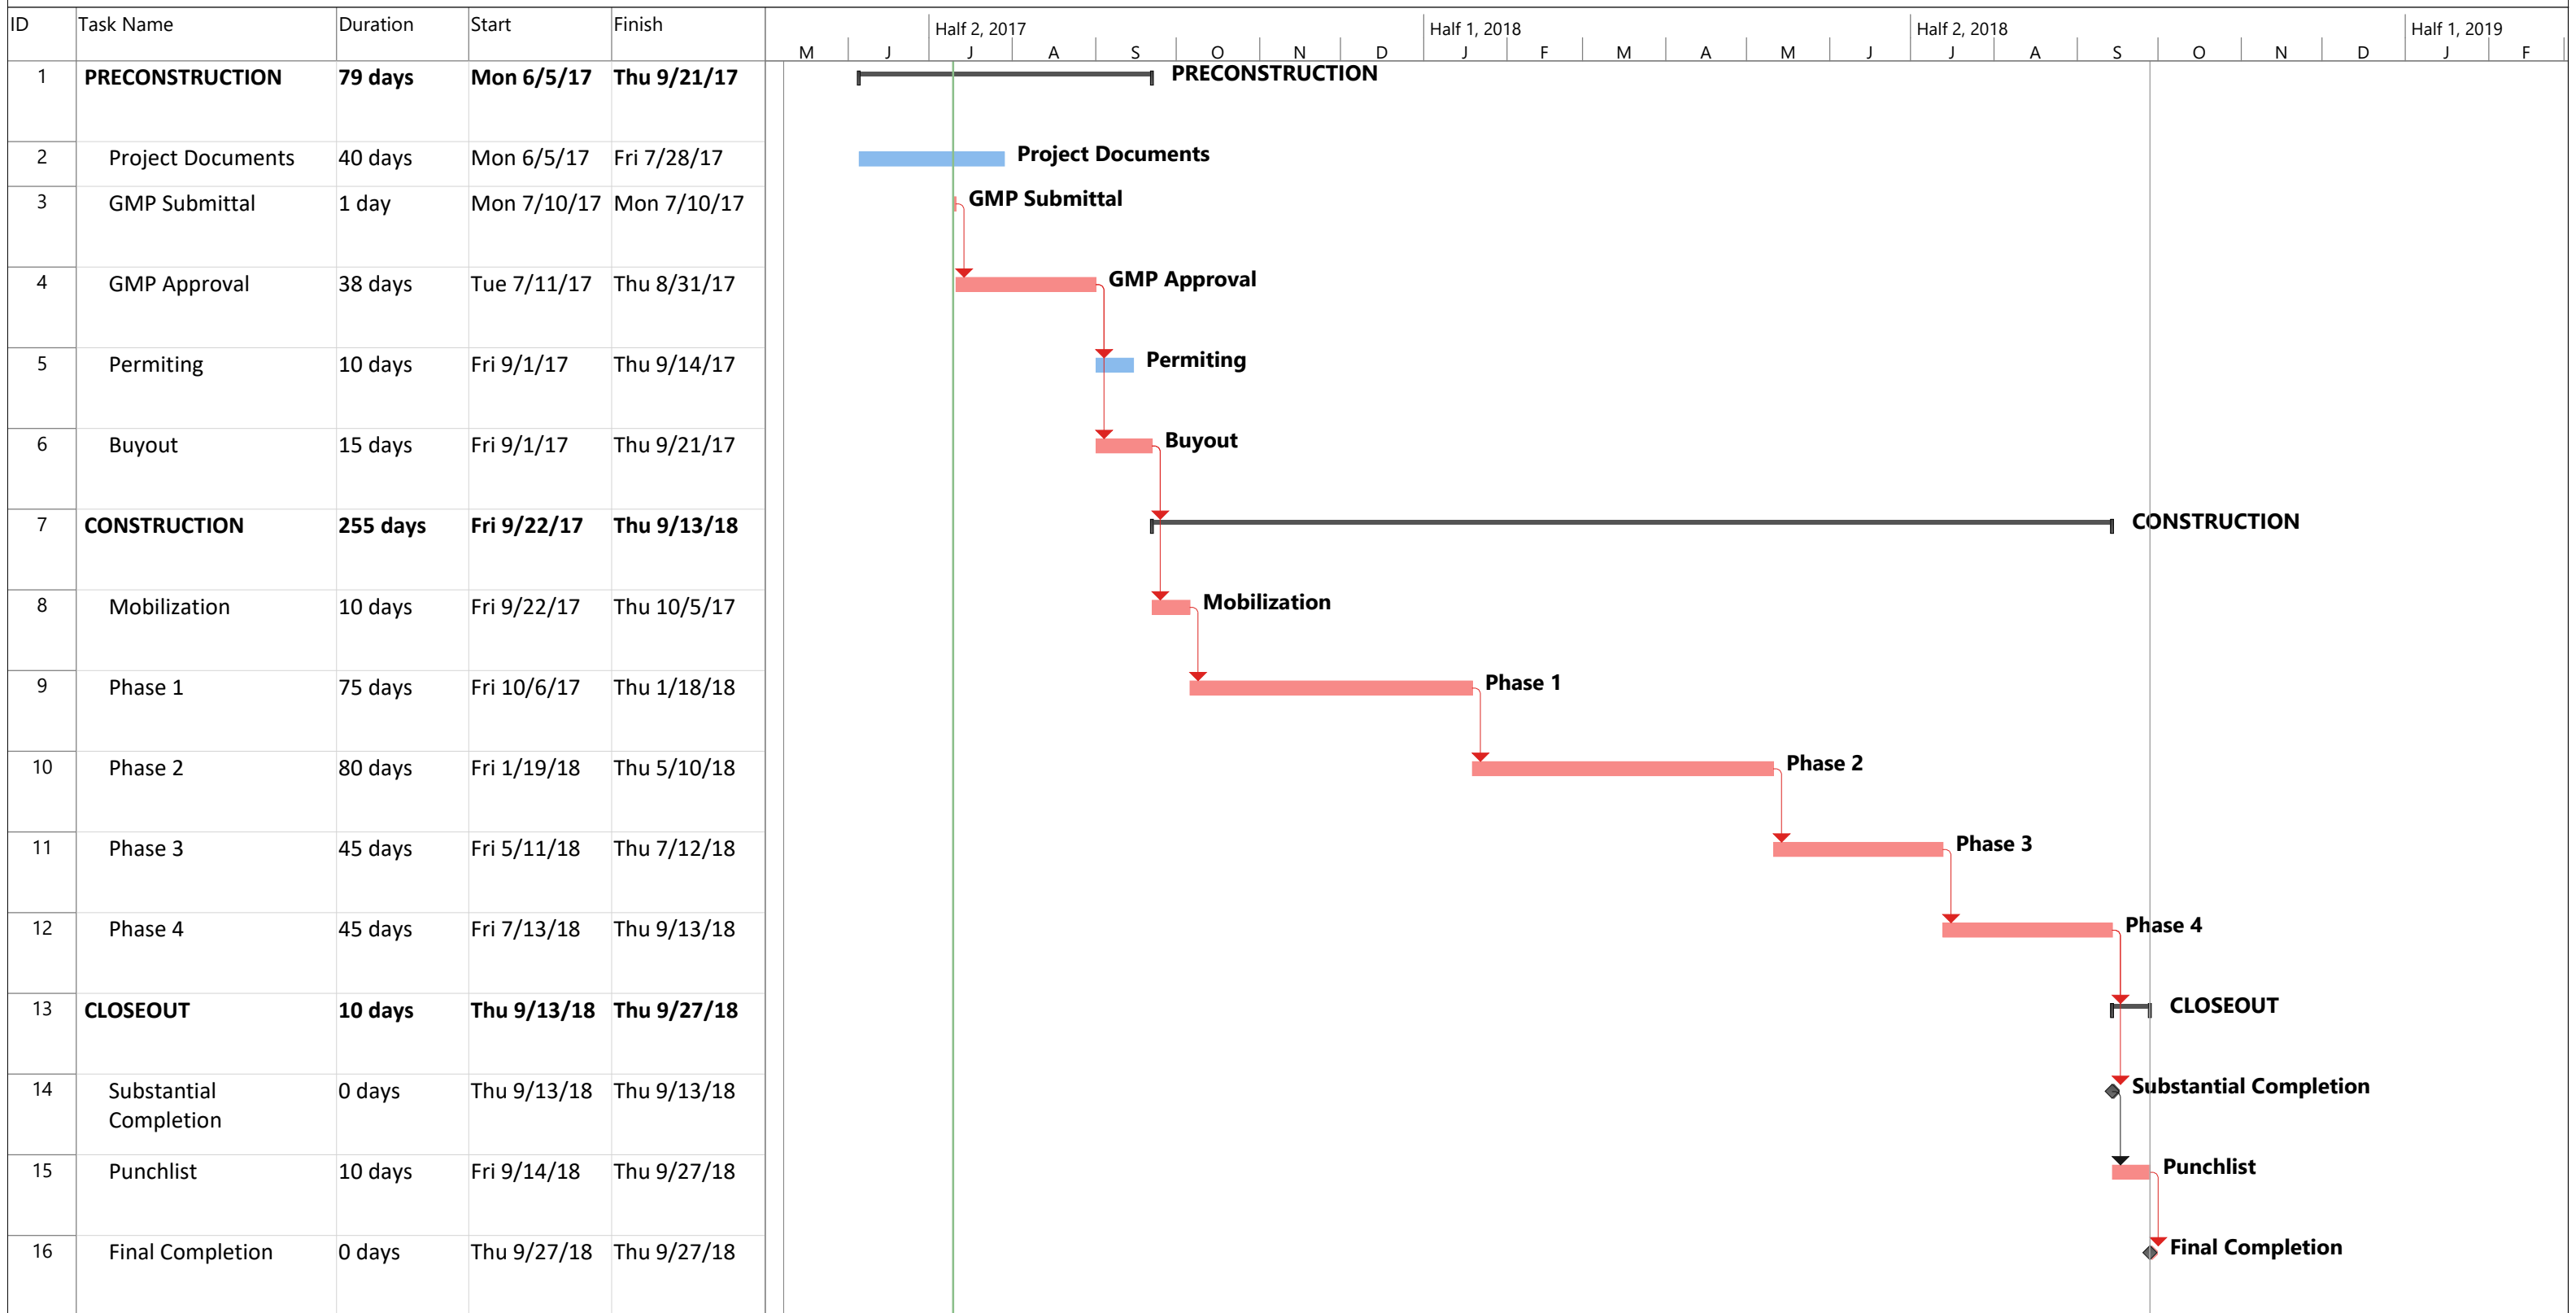 ID Task Name Duration Start Finish
Half 2, 2017 Half 1, 2018 Half 2, 2018 Half 1, 2019
M J J A S O N D J F M A M J J A S O N D J F
1 PRECONSTRUCTION 79 days Mon 6/5/17 Thu 9/21/17 PRECONSTRUCTION
2 Project Documents 40 days Mon 6/5/17 Fri 7/28/17 Project Documents
3 GMP Submittal 1 day Mon 7/10/17 Mon 7/10/17 GMP Submittal
4 GMP Approval 38 days Tue 7/11/17 Thu 8/31/17 GMP Approval
5 Permiting 10 days Fri 9/1/17 Thu 9/14/17 Permiting
6 Buyout 15 days Fri 9/1/17 Thu 9/21/17 Buyout
7 CONSTRUCTION 255 days Fri 9/22/17 Thu 9/13/18 CONSTRUCTION
8 Mobilization 10 days Fri 9/22/17 Thu 10/5/17 Mobilization
9 Phase 1 75 days Fri 10/6/17 Thu 1/18/18 Phase 1
10 Phase 2 80 days Fri 1/19/18 Thu 5/10/18 Phase 2
11 Phase 3 45 days Fri 5/11/18 Thu 7/12/18 Phase 3
12 Phase 4 45 days Fri 7/13/18 Thu 9/13/18 Phase 4
13 CLOSEOUT 10 days Thu 9/13/18 Thu 9/27/18 CLOSEOUT
14 Substantial 0 days Thu 9/13/18 Thu 9/13/18 Substantial Completion
Completion
15 Punchlist 10 days Fri 9/14/18 Thu 9/27/18 Punchlist
16 Final Completion 0 days Thu 9/27/18 Thu 9/27/18 Final Completion